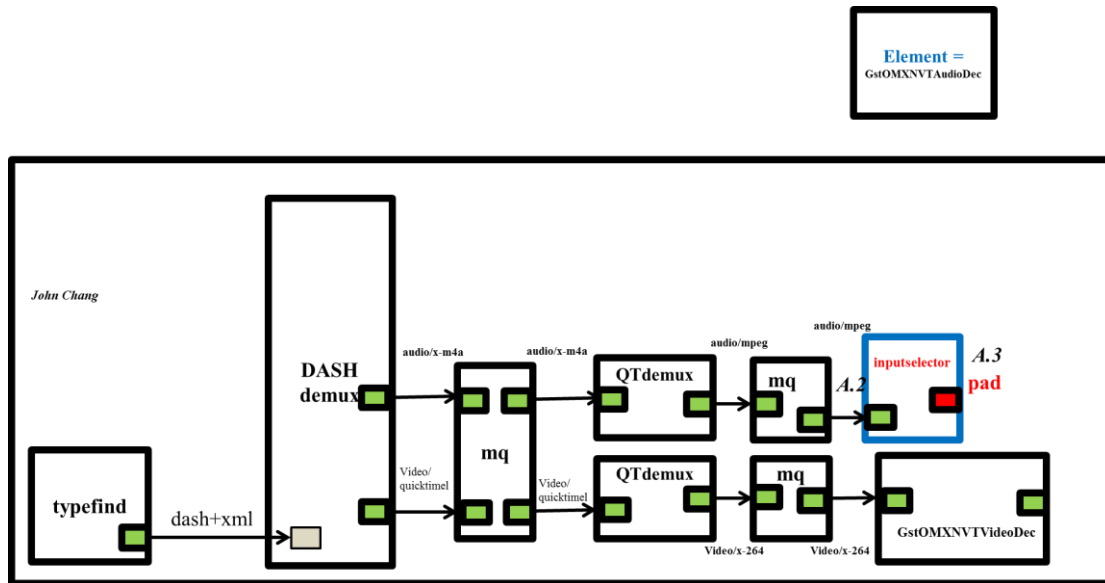 Element =
GstOMXNVTAudioDec
John Chang
DASH
demux
typefind
dash+xml
audio/x-m4a
Video/
quicktimel
mq
audio/x-m4a
Video/
quicktimel
QTdemux
audio/mpeg
mq
A.2
audio/mpeg
inputselector
A.3
pad
QTdemux
Video/x-264
mq
Video/x-264
GstOMXNVTVideoDec